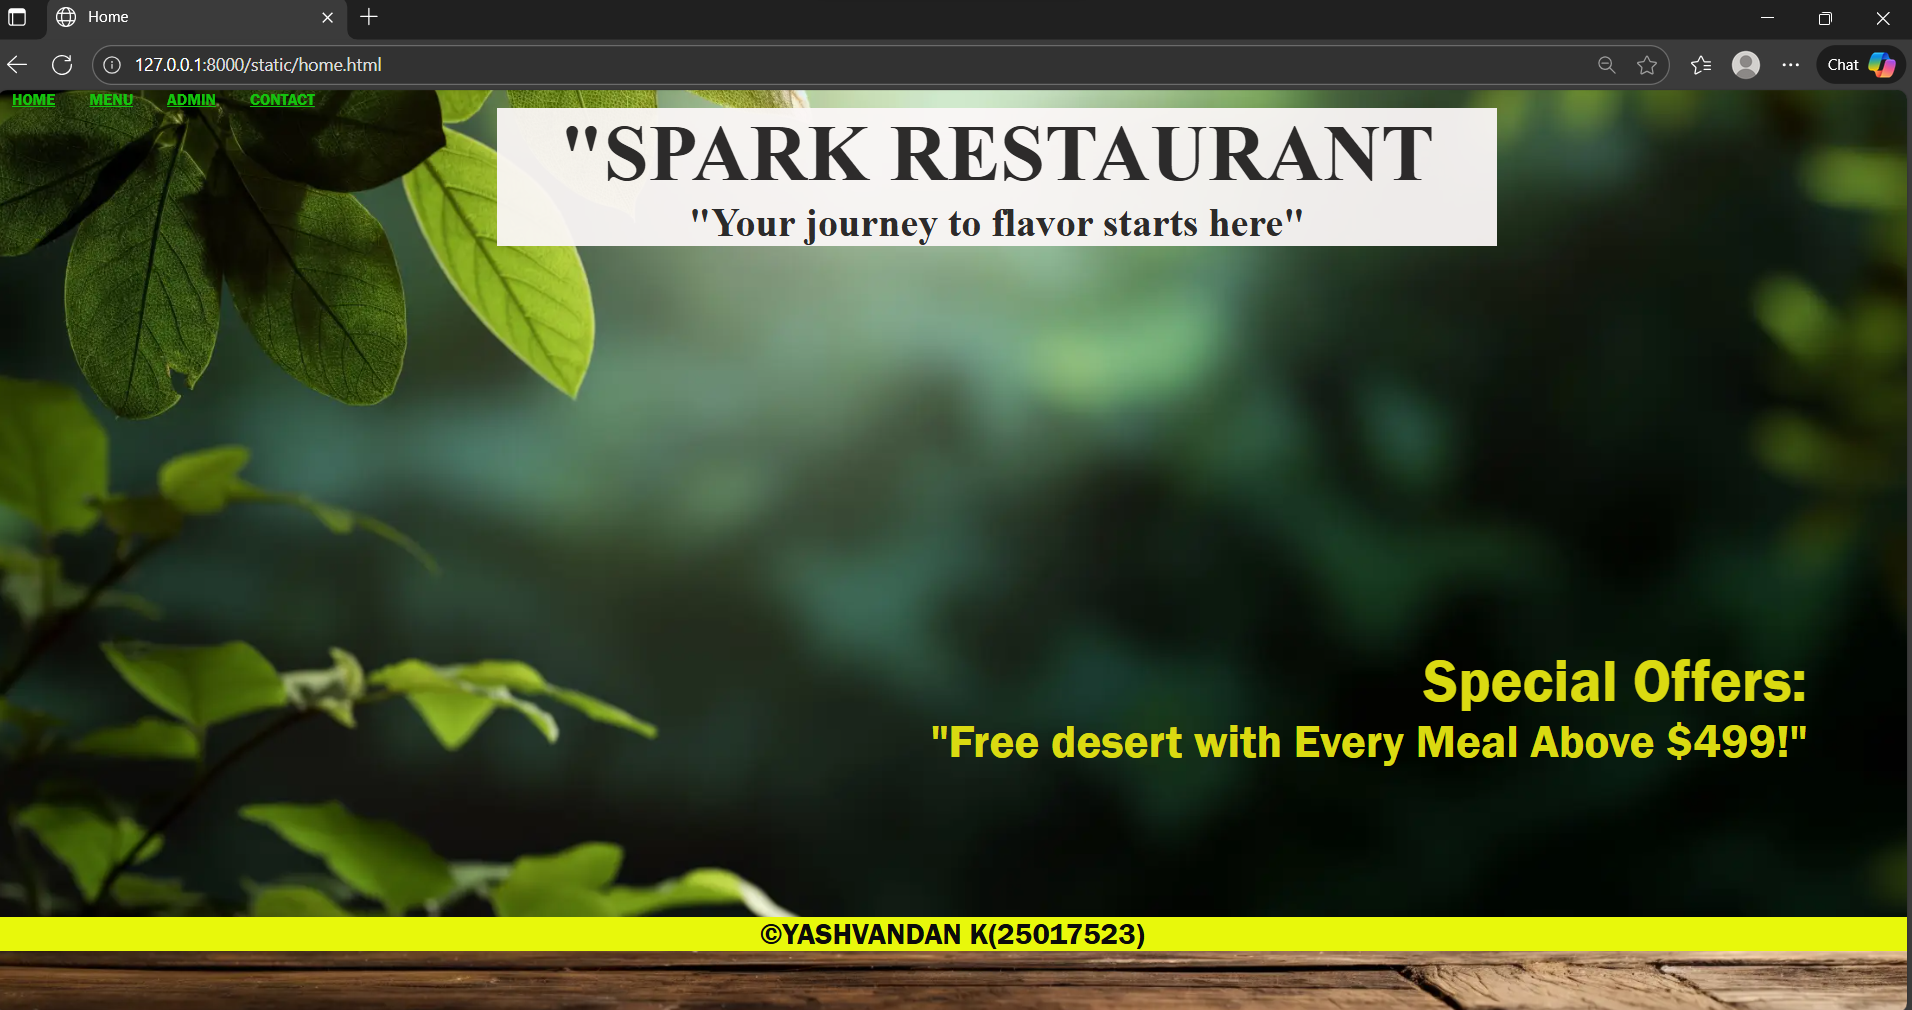 Home
127.0.0.1:8000/static/home.html
Chat
HOME MENU ADMIN CONTACT
"SPARK RESTAURANT
"Your journey to flavor starts here"
Special Offers:
"Free desert with Every Meal Above $499!"
©YASHVANDAN K(25017523)